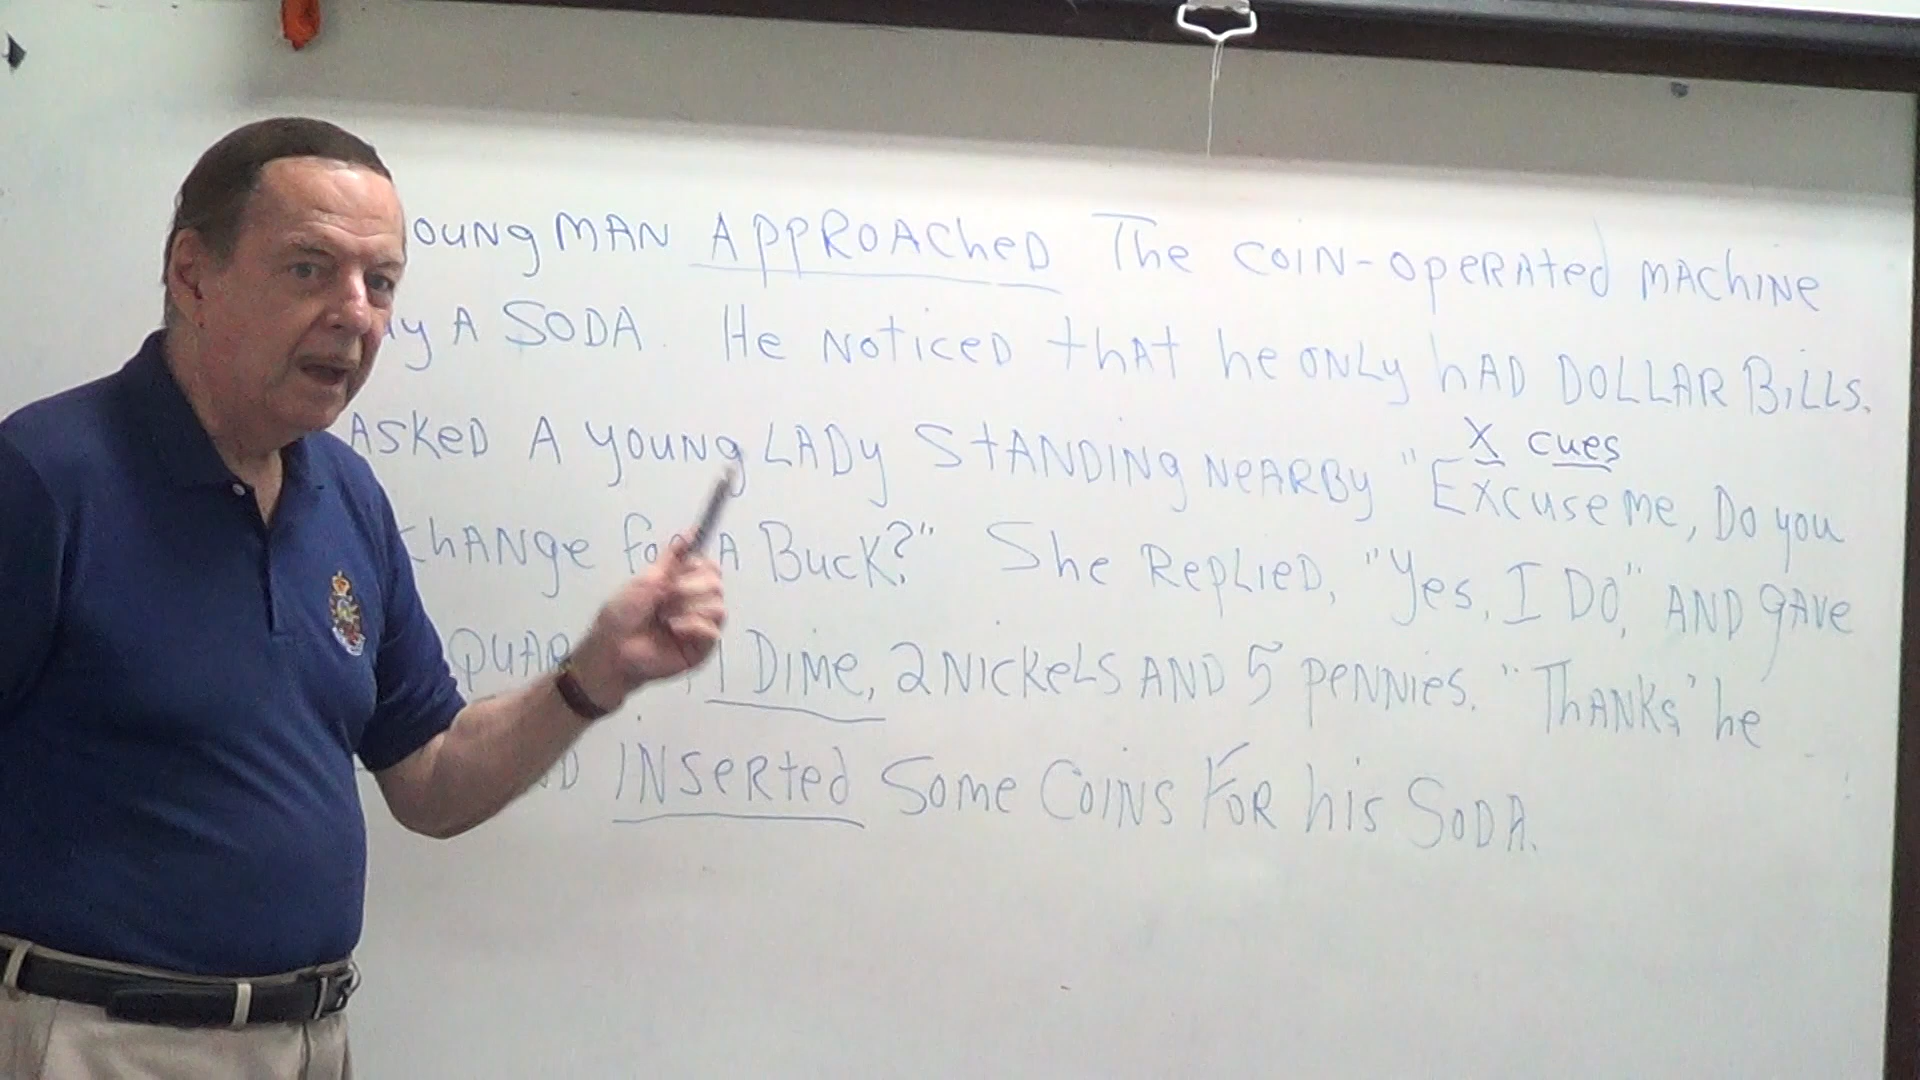 OUNG MAN APPROACheD The COIN-OPERAted MACHINE
y A SODA. He NOTICED tHAt he ONLY hAD DOLLAR BILLS.
X cues
ASKeD A YOUNG LADY StANDING NeARBY "Excuse me, Do you
chANge for A BucK?" She RepLIeD, "Yes, I DO," AND gAve
QUAR 1 DIMe, 2 NickeLS AND 5 peNNIeS. "ThANKS" he
D INSeRted Some COINS FOR his SODA.